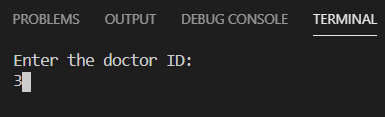 PROBLEMS OUTPUT DEBUG CONSOLE TERMINAL
Enter the doctor ID:
3